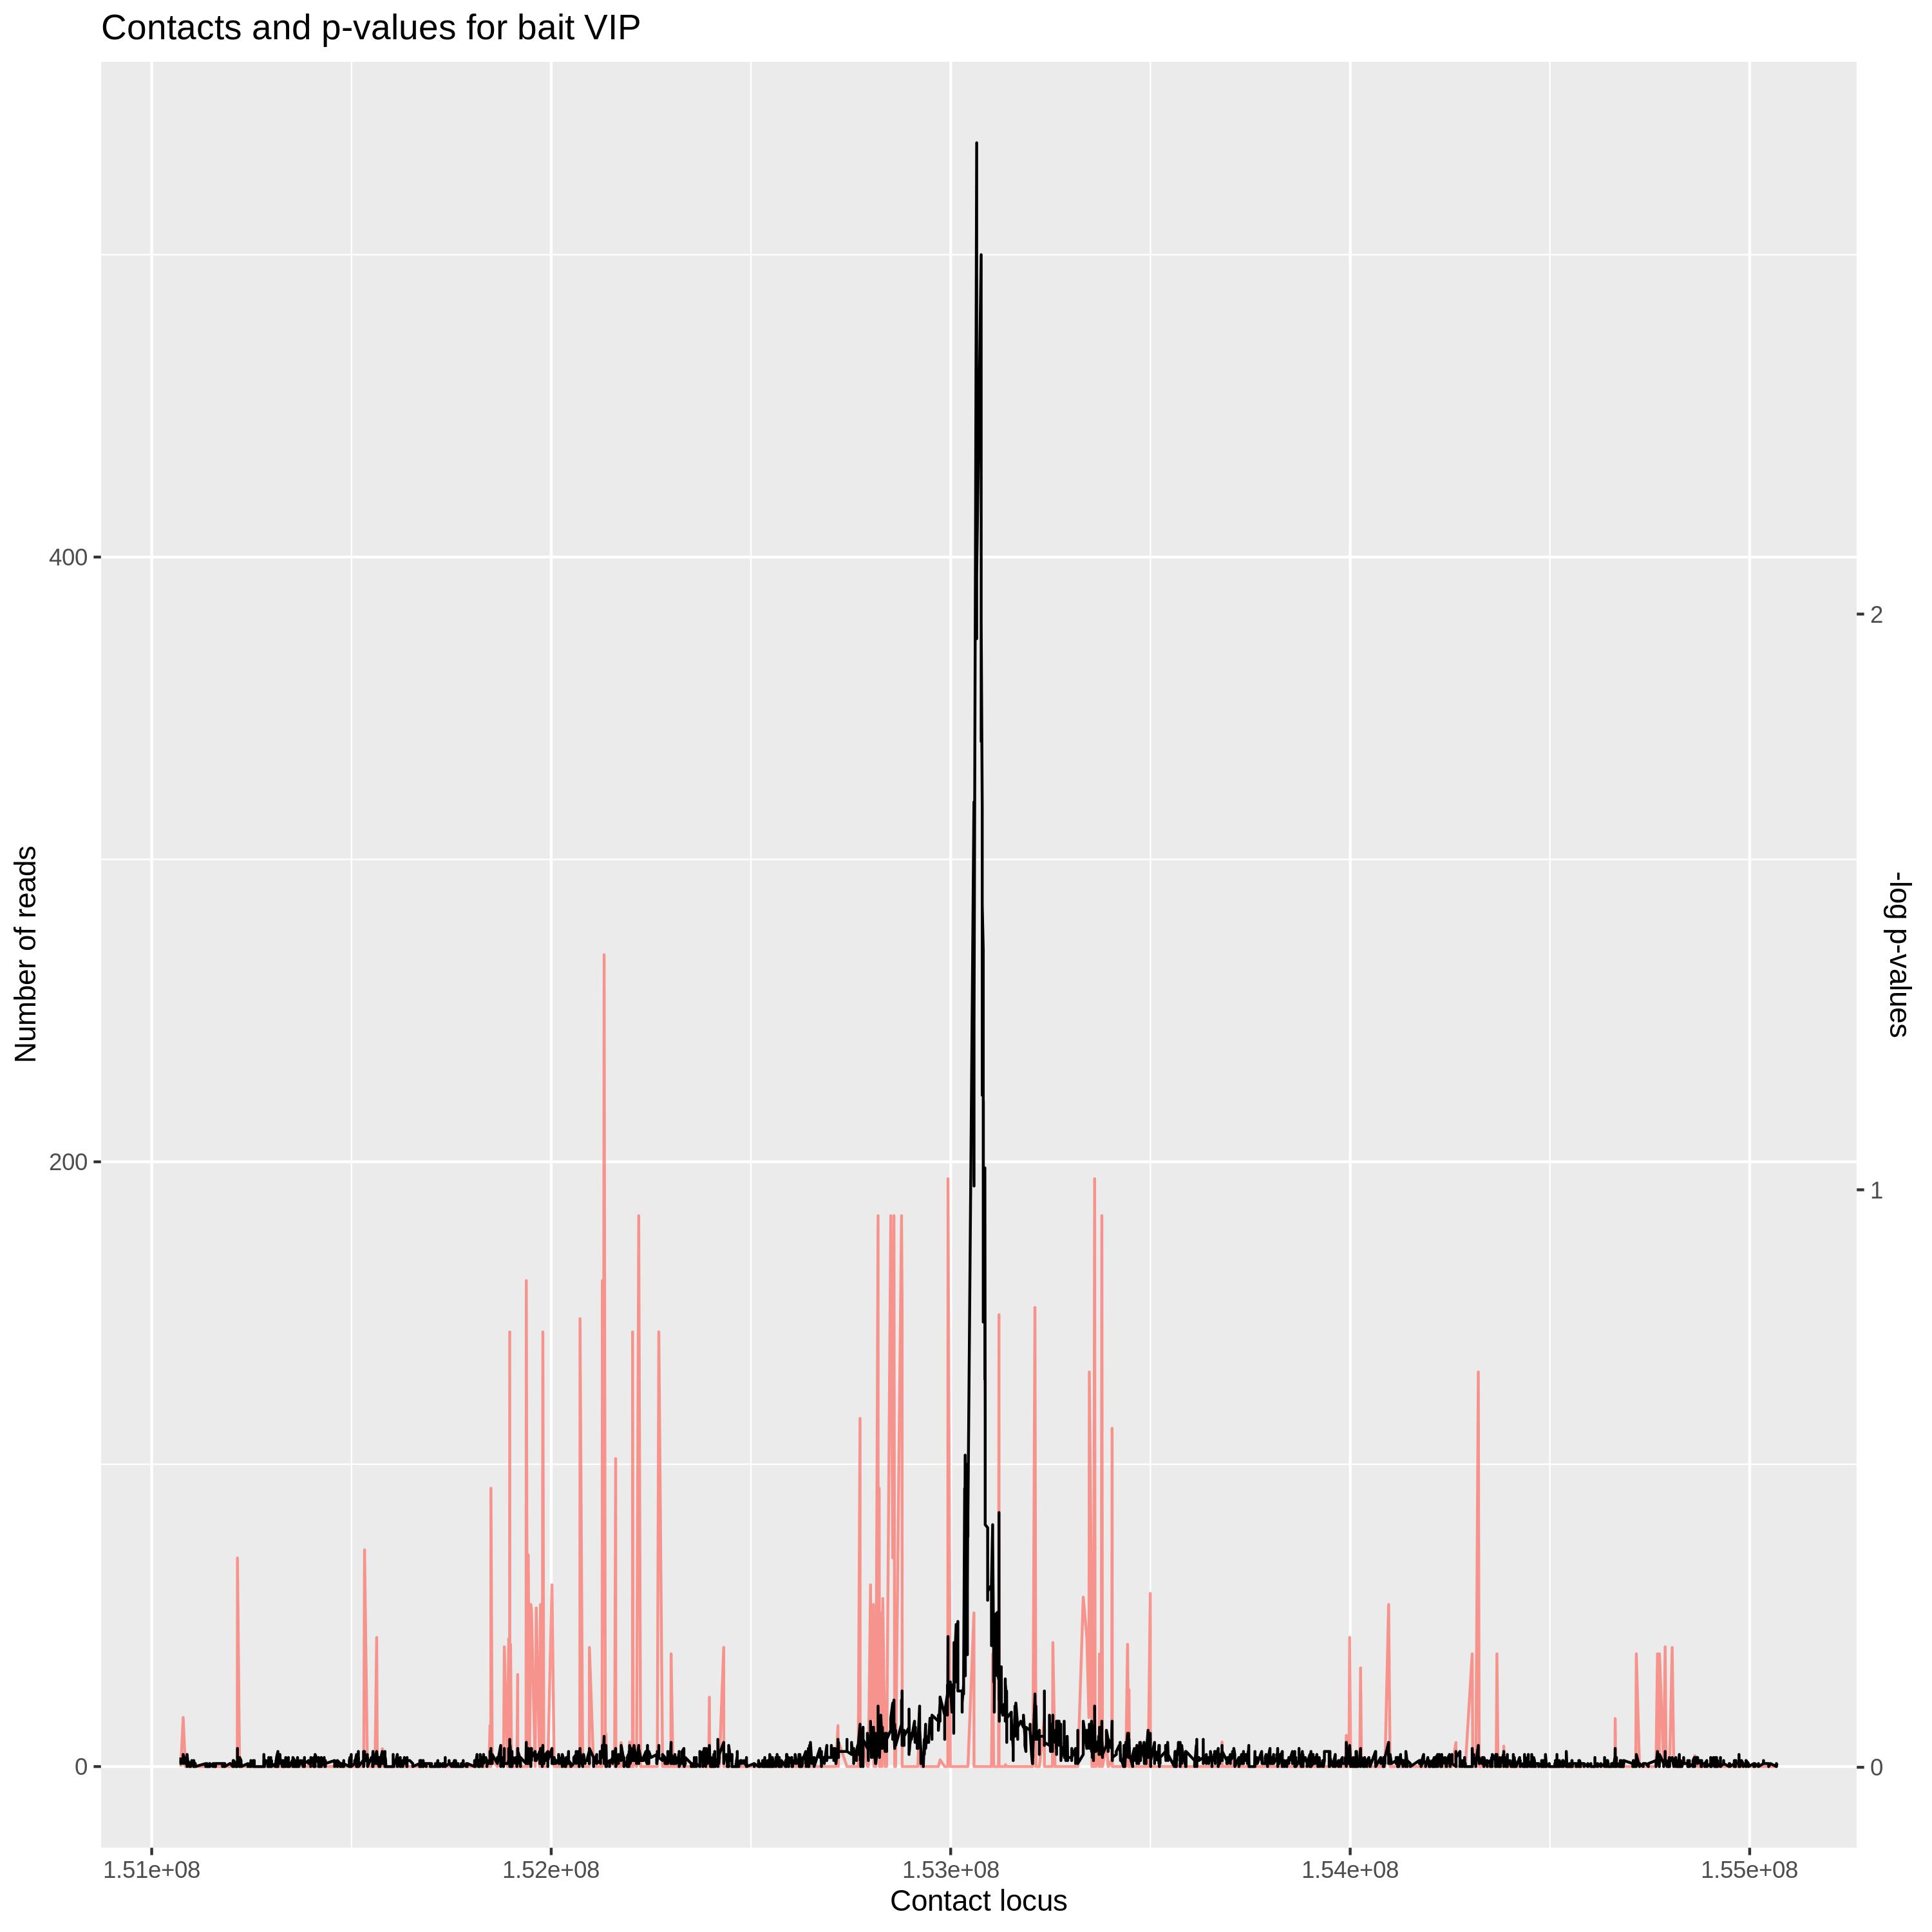 Contacts and p-values for bait VIP
Number of reads
400
200
0
2
1
0
-log p-values
1.51e+08 1.52e+08 1.53e+08 1.54e+08 1.55e+08
Contact locus